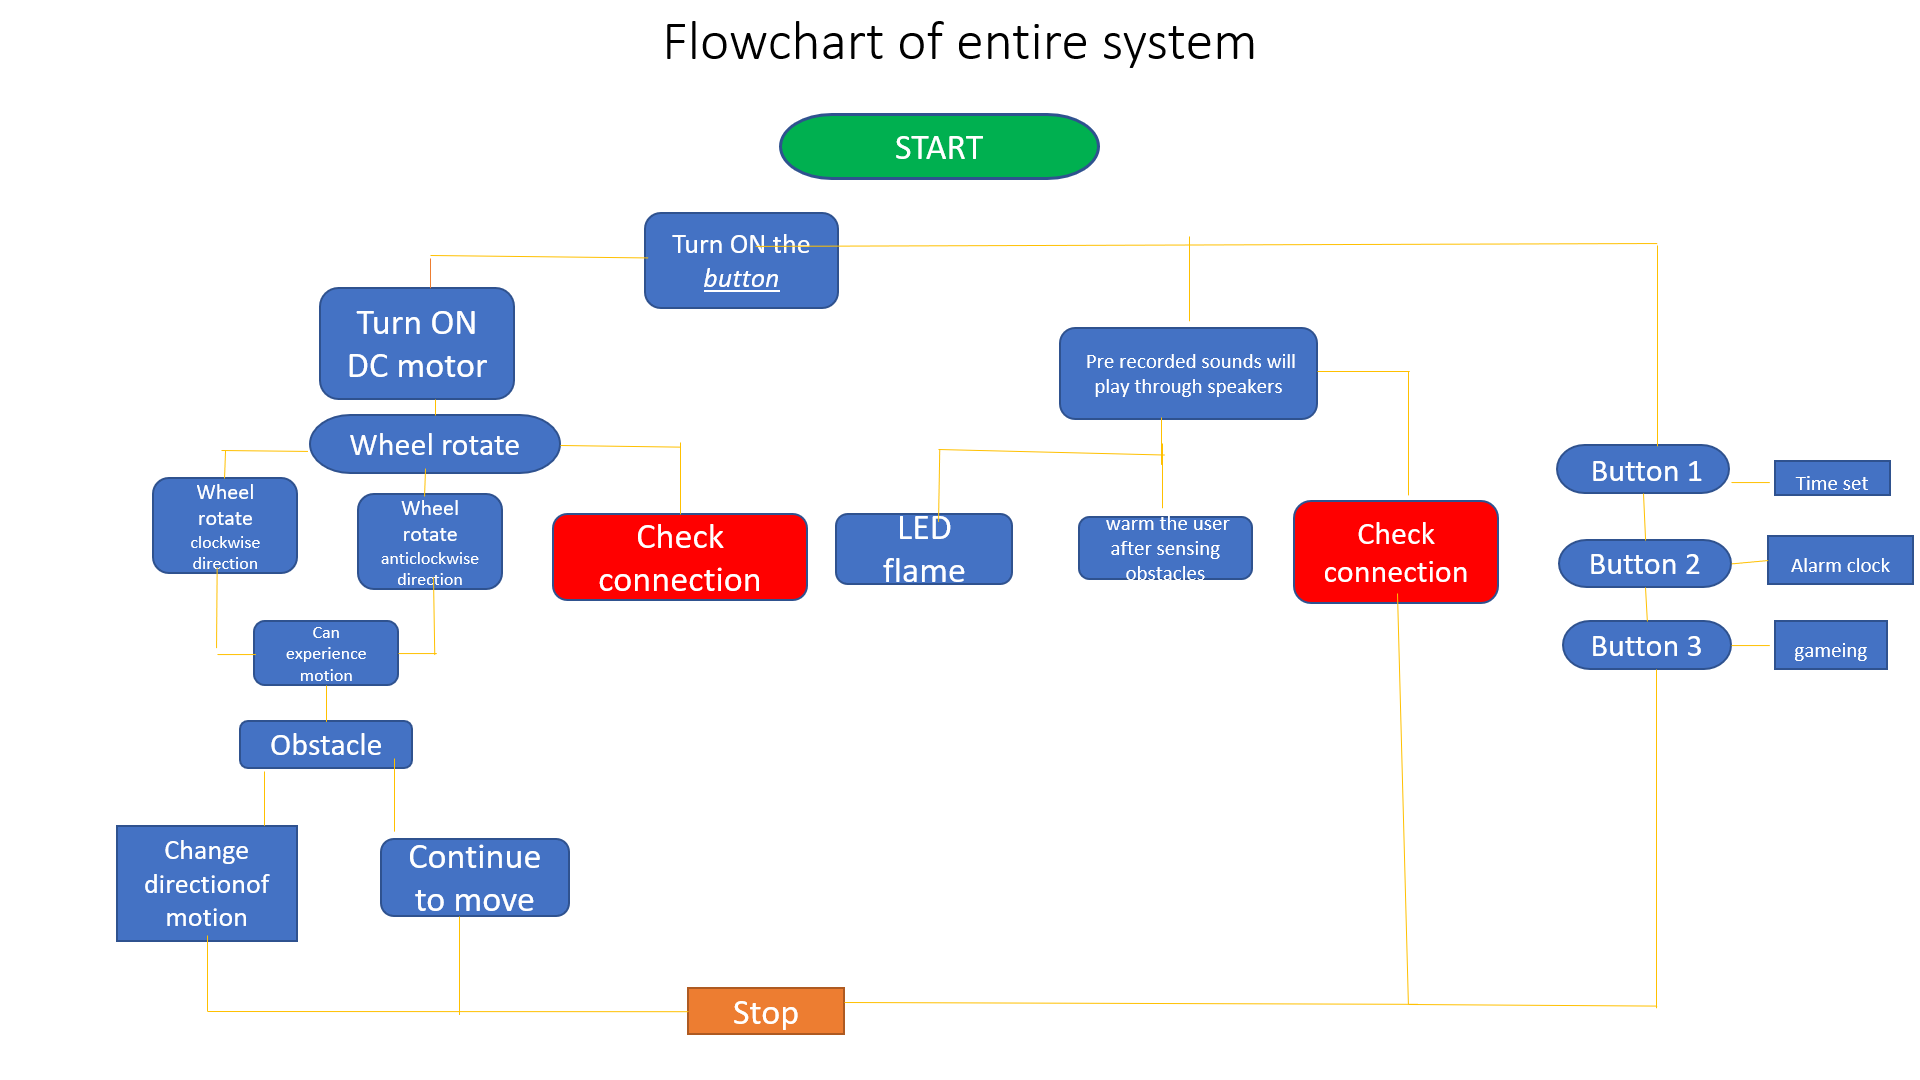 Flowchart of entire system
START
Turn ON the
button
Turn ON
DC motor
Wheel rotate
Wheel
rotate
clockwise
direction
Wheel
rotate
anticlockwise
direction
Check
connection
Can
experience
motion
Obstacle
Change
directionof
motion
Continue
to move
Pre recorded sounds will
play through speakers
LED
flame
warm the user
after sensing
obstacles
Check
connection
Button 1
Time set
Button 2
Alarm clock
Button 3
gameing
Stop